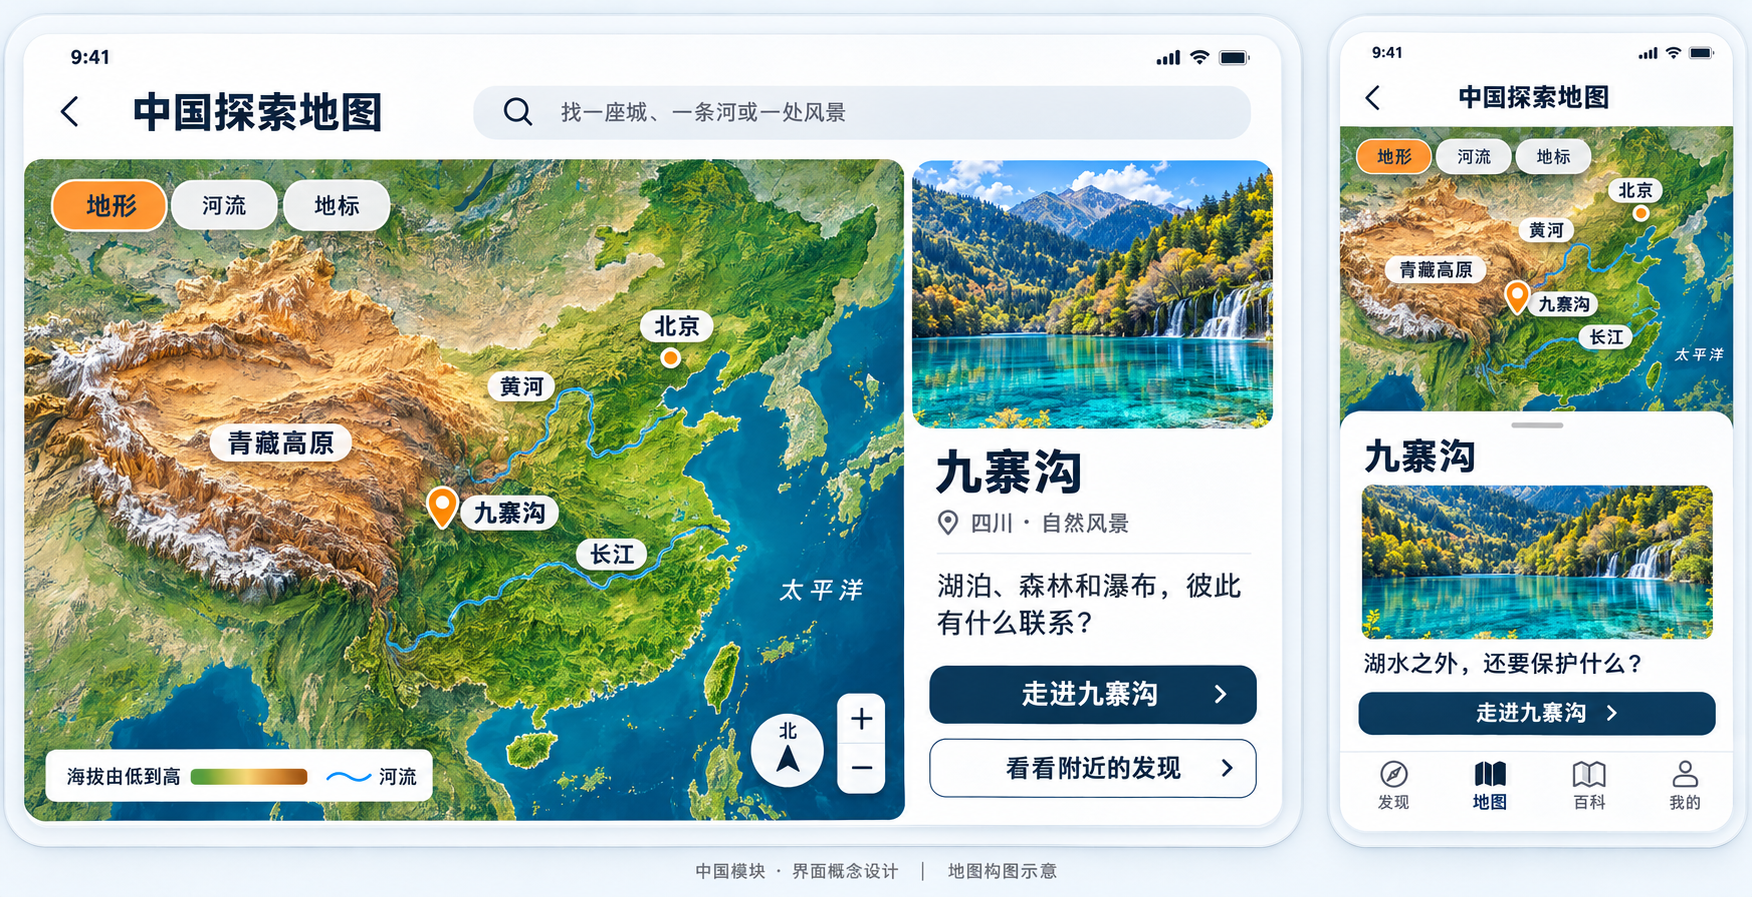 9:41
中国探索地图
找一座城、一条河或一处风景
地形
河流
地标
北京
黄河
青藏高原
九寨沟
长江
太平洋
北
+
−
海拔由低到高
河流
九寨沟
四川 · 自然风景
湖泊、森林和瀑布，彼此
有什么联系？
走进九寨沟
看看附近的发现
9:41
中国探索地图
地形
河流
地标
北京
黄河
青藏高原
九寨沟
长江
太平洋
九寨沟
湖水之外，还要保护什么？
走进九寨沟
发现
地图
百科
我的
中国模块 · 界面概念设计 | 地图构图示意